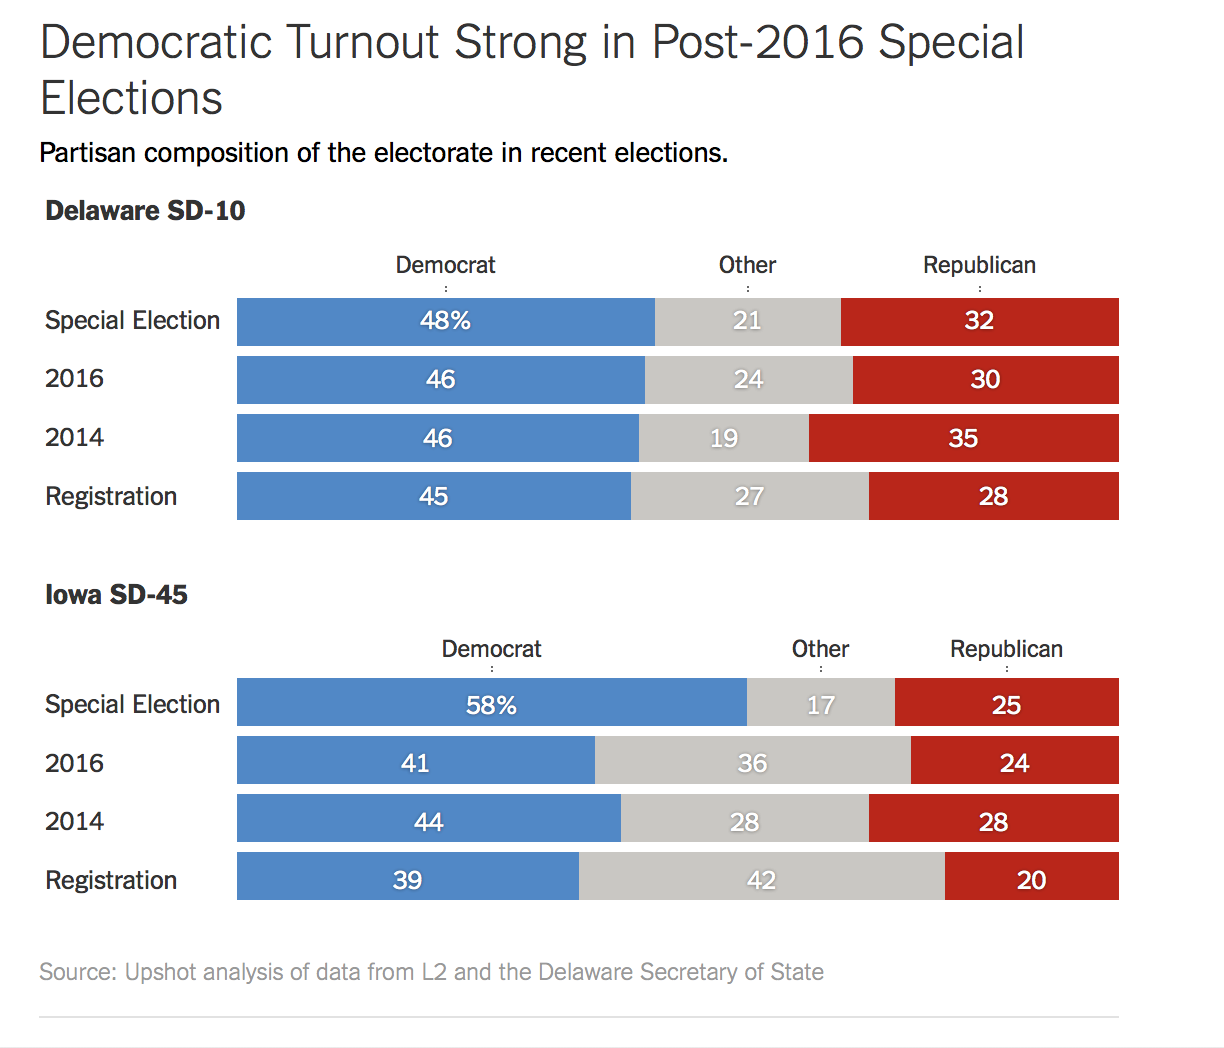 Democratic Turnout Strong in Post-2016 Special
Elections
Partisan composition of the electorate in recent elections.
Delaware SD-10
Democrat Other Republican
Special Election 48% 21 32
2016 46 24 30
2014 46 19 35
Registration 45 27 28
Iowa SD-45
Democrat Other Republican
Special Election 58% 17 25
2016 41 36 24
2014 44 28 28
Registration 39 42 20
Source: Upshot analysis of data from L2 and the Delaware Secretary of State